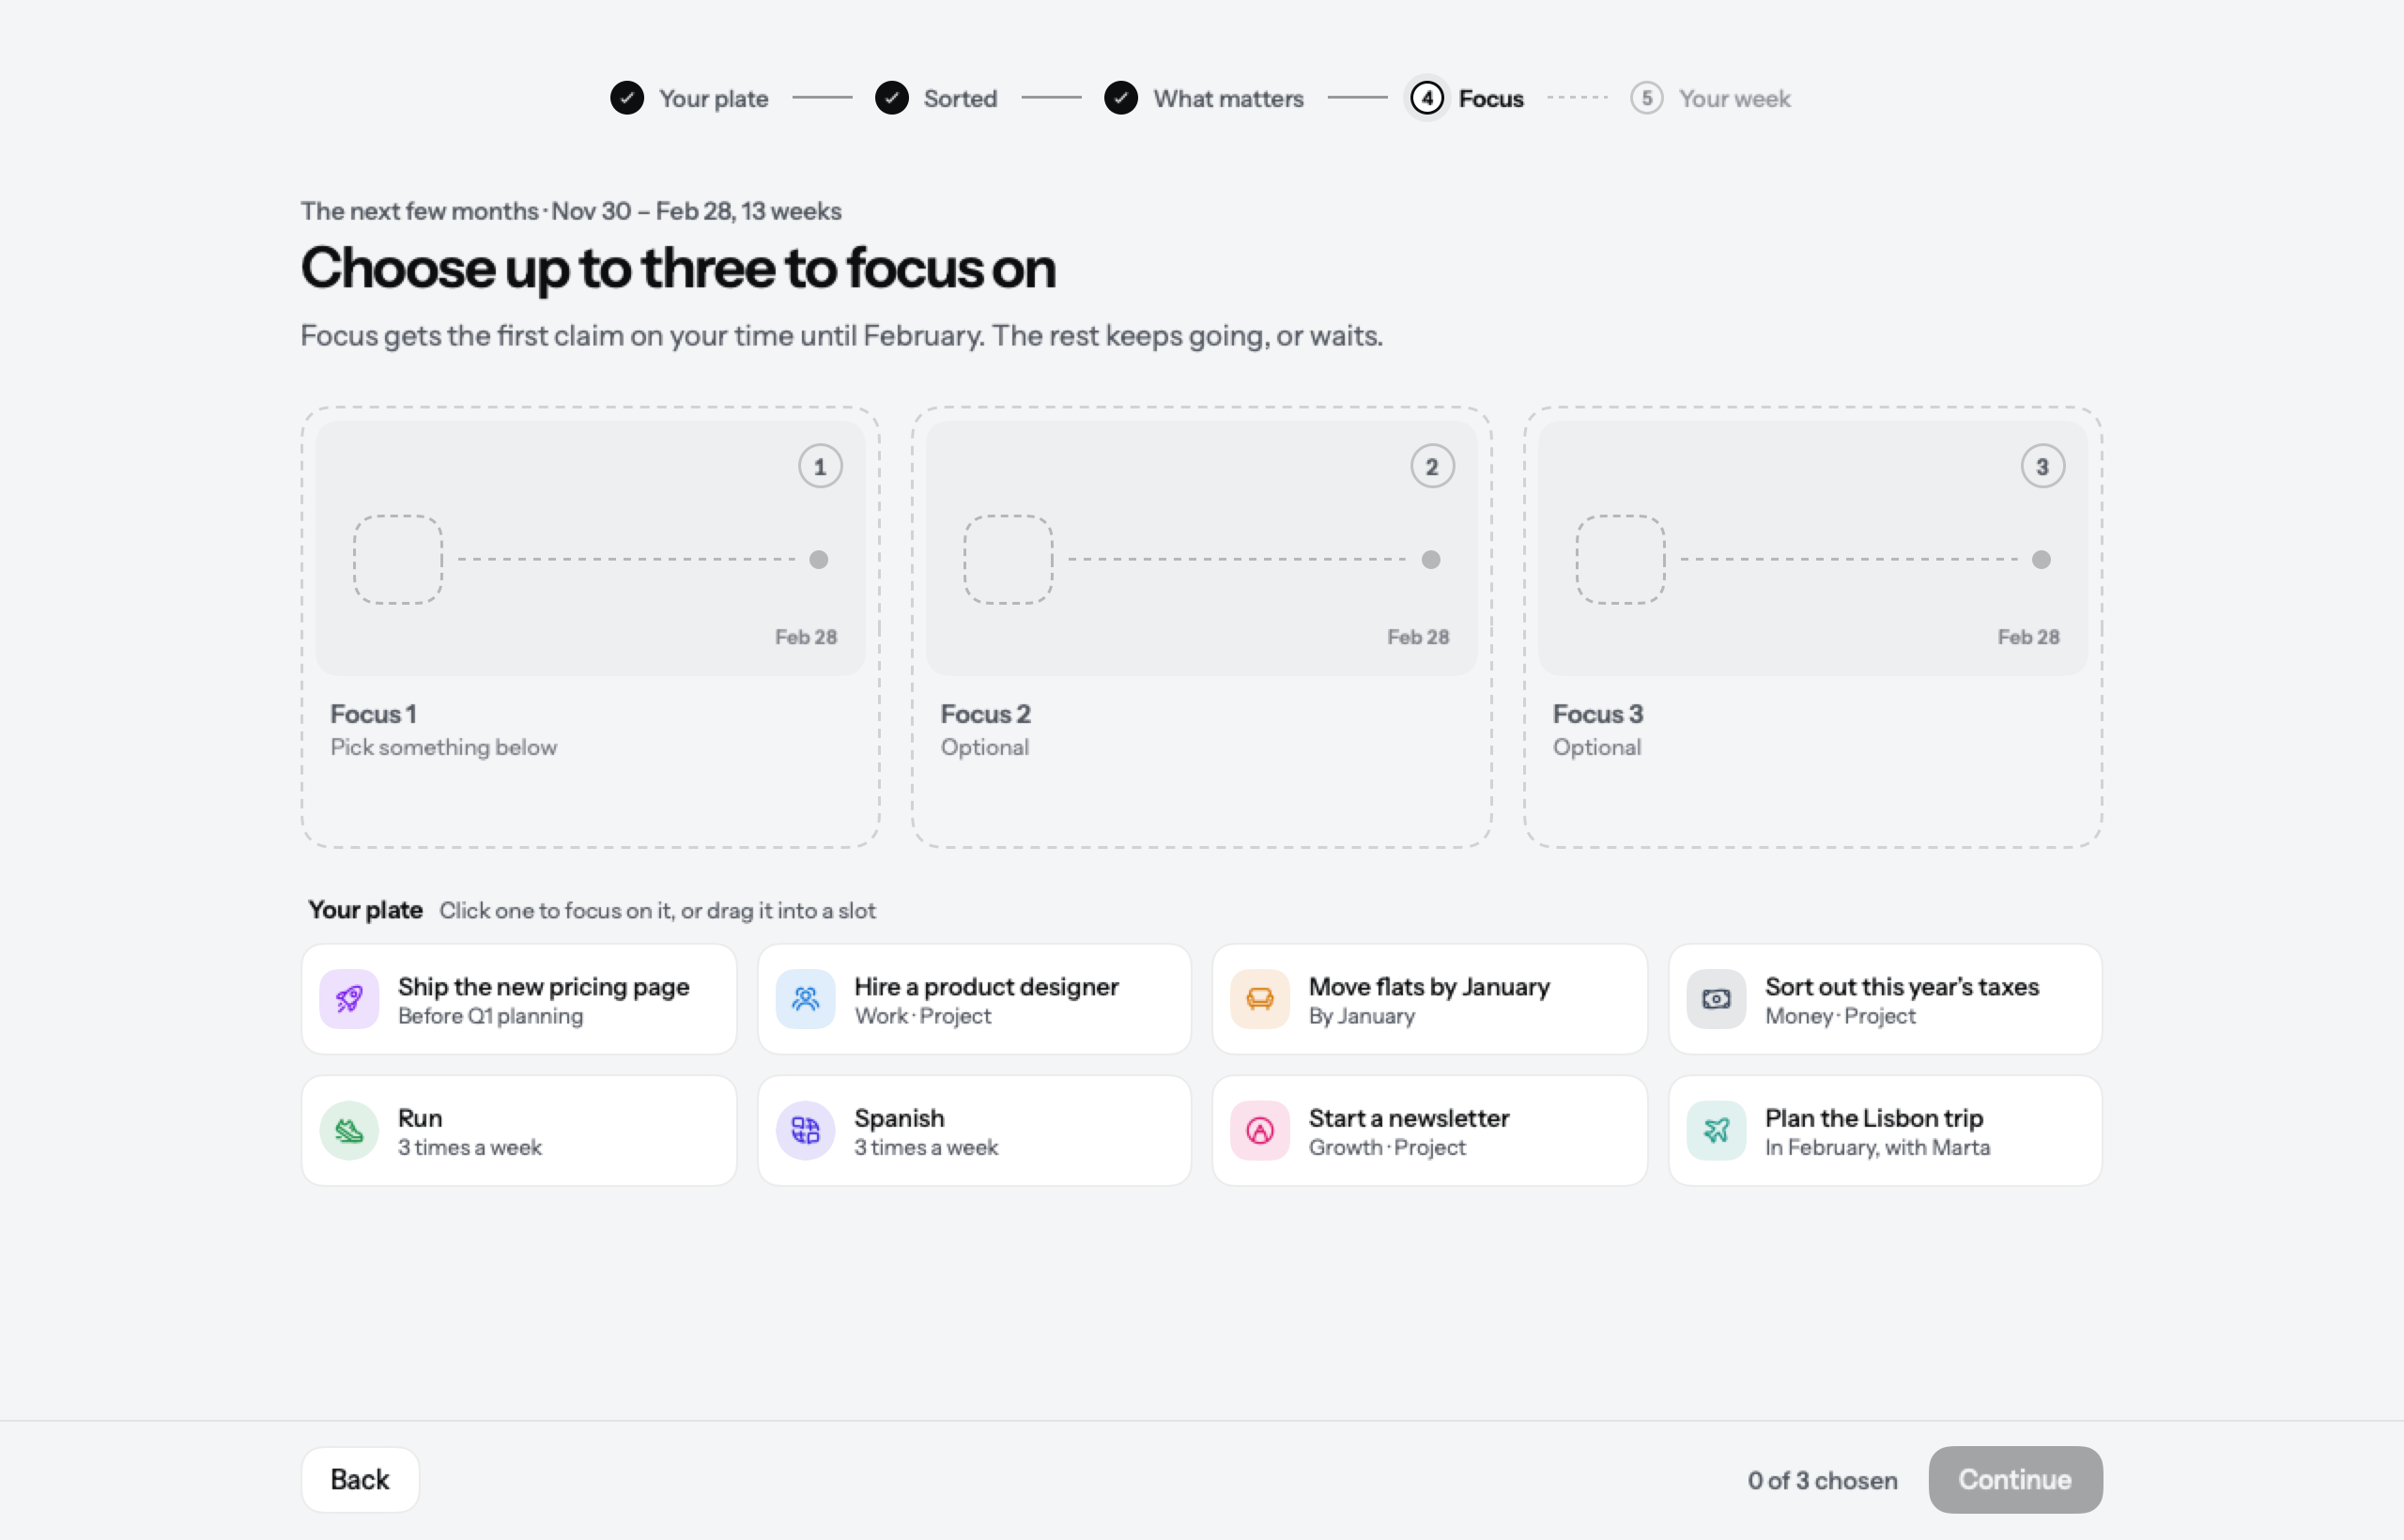 Your plate
Sorted
What matters
4 Focus
5 Your week
The next few months · Nov 30 – Feb 28, 13 weeks
Choose up to three to focus on
Focus gets the first claim on your time until February. The rest keeps going, or waits.
1
Feb 28
Focus 1
Pick something below
2
Feb 28
Focus 2
Optional
3
Feb 28
Focus 3
Optional
Your plate Click one to focus on it, or drag it into a slot
Ship the new pricing page
Before Q1 planning
Hire a product designer
Work · Project
Move flats by January
By January
Sort out this year’s taxes
Money · Project
Run
3 times a week
Spanish
3 times a week
Start a newsletter
Growth · Project
Plan the Lisbon trip
In February, with Marta
Back
0 of 3 chosen
Continue